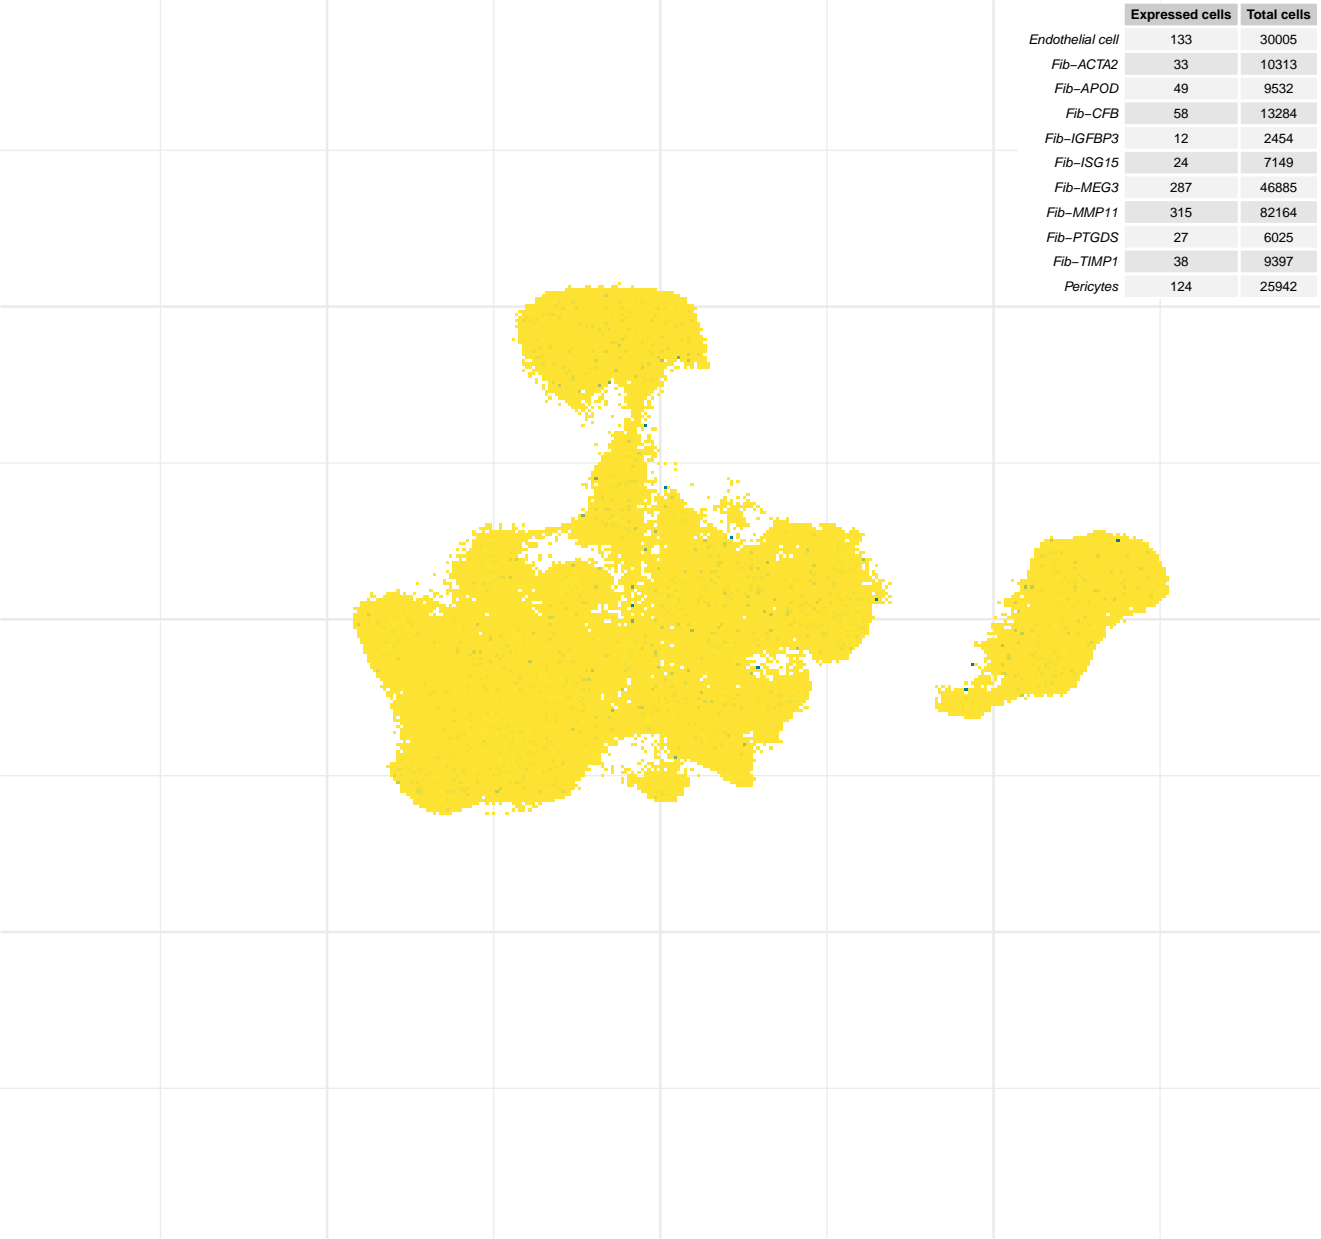 Expressed cells Total cells
Endothelial cell 133 30005
Fib−ACTA2 33 10313
Fib−APOD 49 9532
Fib−CFB 58 13284
Fib−IGFBP3 12 2454
Fib−ISG15 24 7149
Fib−MEG3 287 46885
Fib−MMP11 315 82164
Fib−PTGDS 27 6025
Fib−TIMP1 38 9397
Pericytes 124 25942